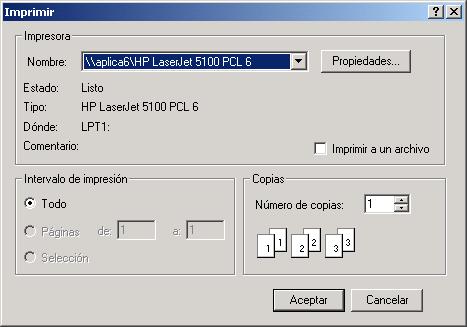 Imprimir
Impresora
Nombre: \\aplica6\HP LaserJet 5100 PCL 6 Propiedades...
Estado: Listo
Tipo: HP LaserJet 5100 PCL 6
Dónde: LPT1:
Comentario: Imprimir a un archivo
Intervalo de impresión
Todo
Páginas de: 1 a: 1
Selección
Copias
Número de copias: 1
1 1 2 2 3 3
Aceptar Cancelar